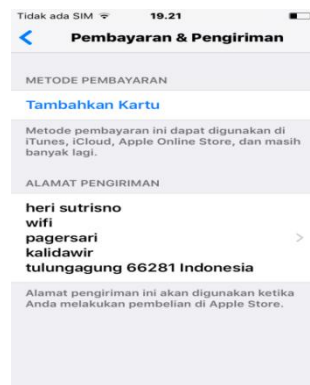 Tidak ada SIM 19.21
Pembayaran & Pengiriman
METODE PEMBAYARAN
Tambahkan Kartu
Metode pembayaran ini dapat digunakan di
iTunes, iCloud, Apple Online Store, dan masih
banyak lagi.
ALAMAT PENGIRIMAN
heri sutrisno
wifi
pagersari
kalidawir
tulungagung 66281 Indonesia
Alamat pengiriman ini akan digunakan ketika
Anda melakukan pembelian di Apple Store.